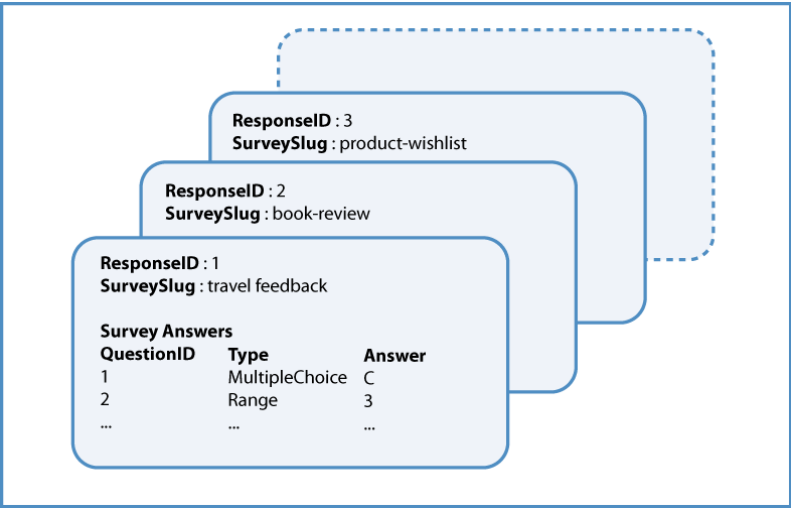 ResponseID : 3
SurveySlug : product-wishlist
ResponseID : 2
SurveySlug : book-review
ResponseID : 1
SurveySlug : travel feedback
Survey Answers
QuestionID Type Answer
1 MultipleChoice C
2 Range 3
... ... ...